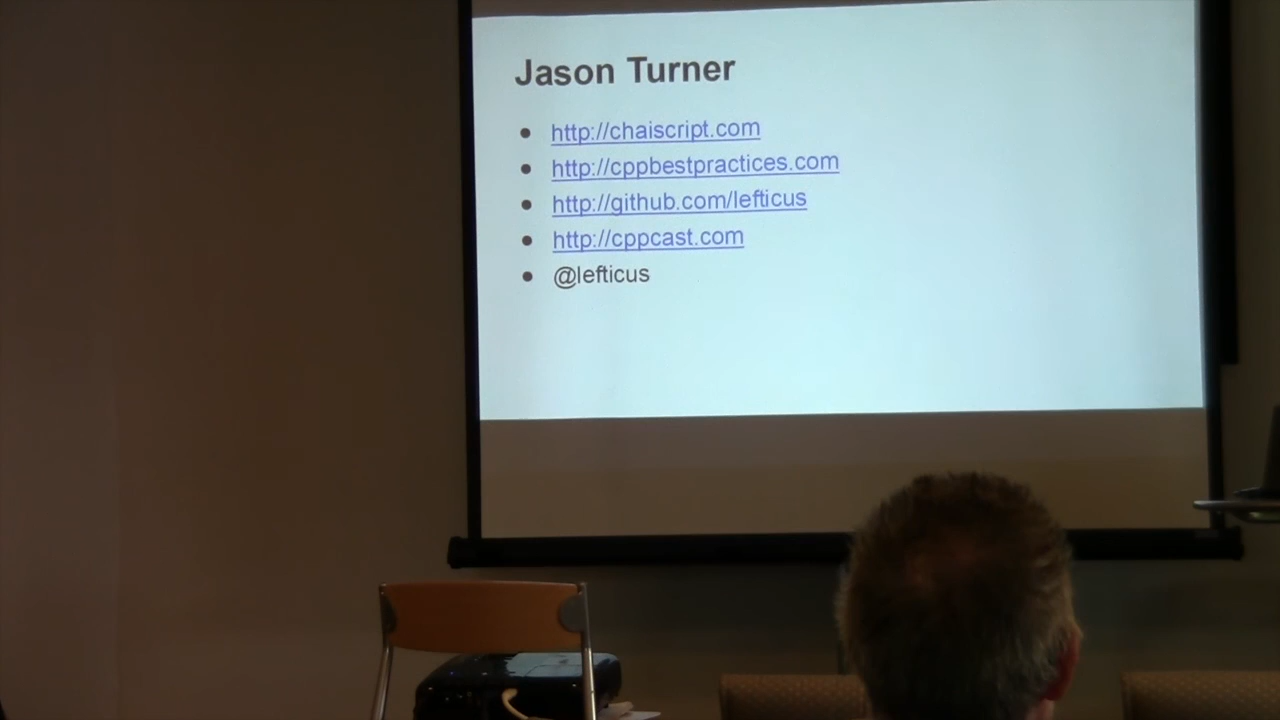 Jason Turner
http://chaiscript.com
http://cppbestpractices.com
http://github.com/lefticus
http://cppcast.com
@lefticus